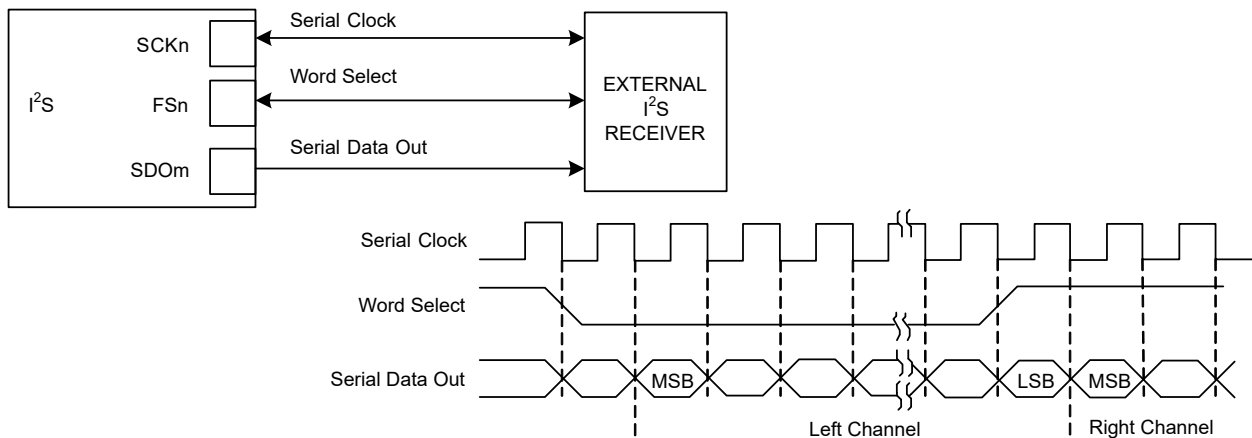 Serial Clock
SCKn
Word Select
I²S
FSn
EXTERNAL
I²S
RECEIVER
Serial Data Out
SDOm
Serial Clock
Word Select
Serial Data Out
MSB
LSB
MSB
Left Channel
Right Channel